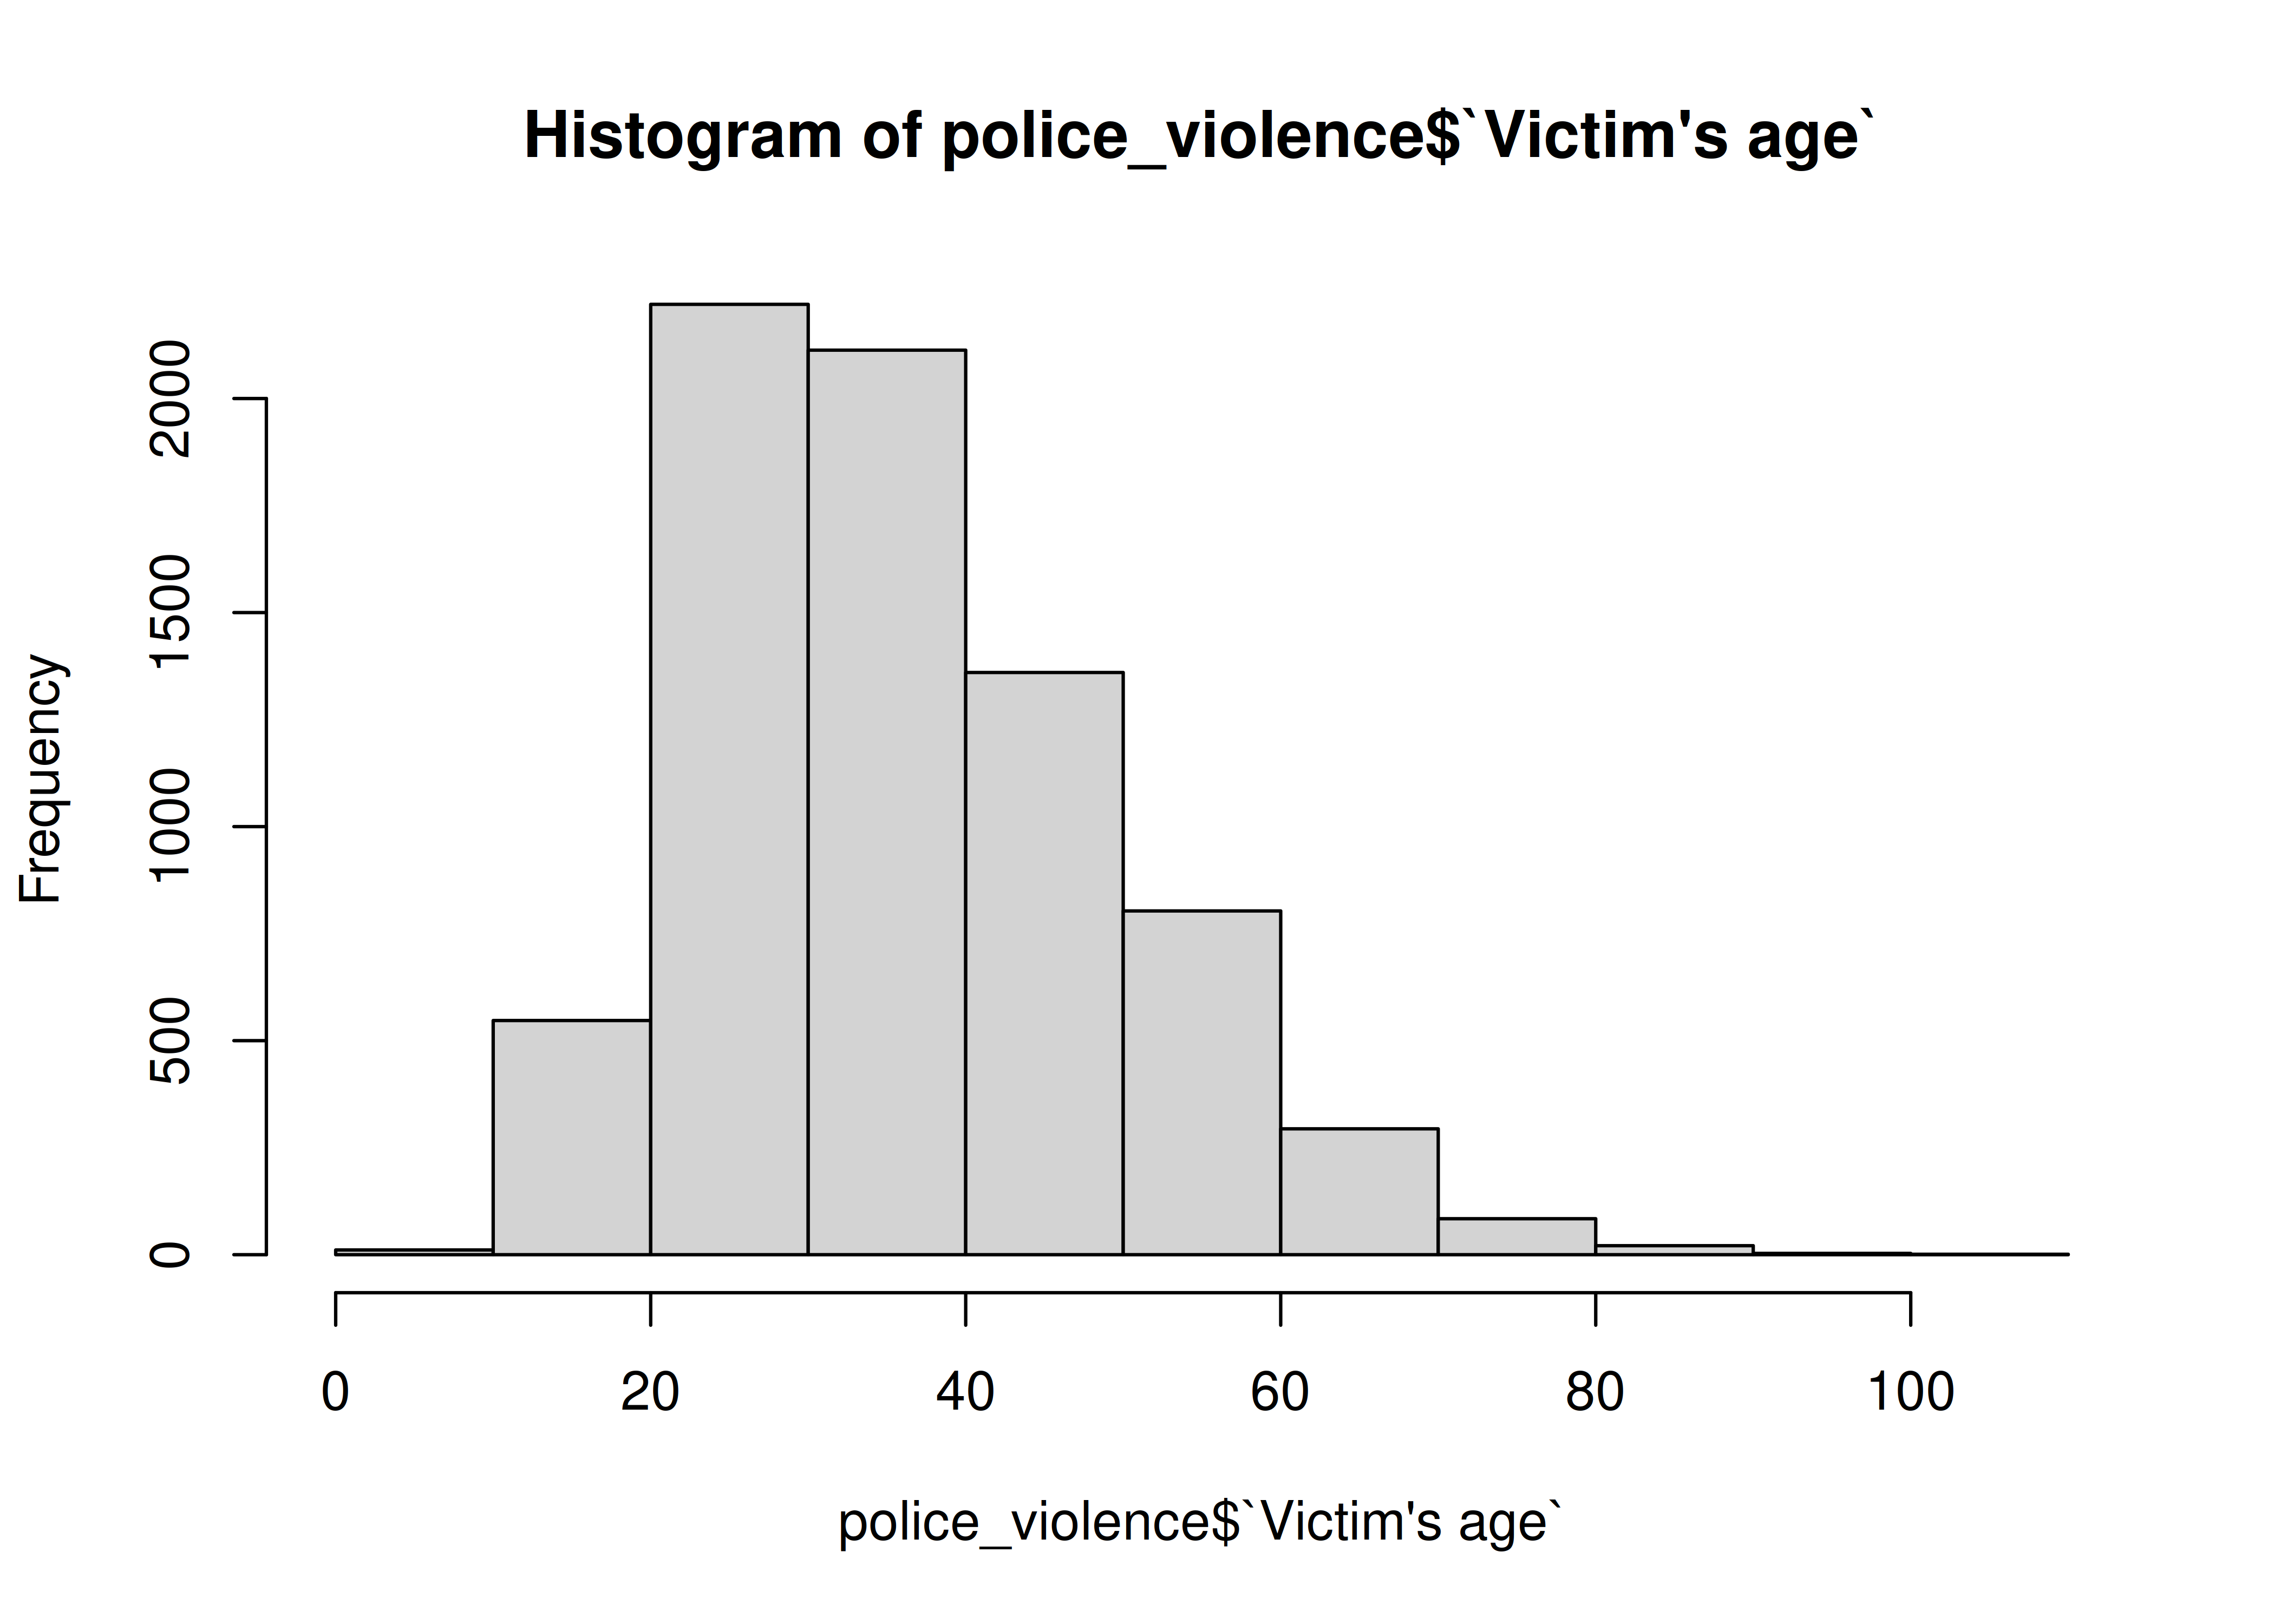 Histogram of police_violence$`Victim's age`
Frequency
2000
1500
1000
500
0
0 20 40 60 80 100
police_violence$`Victim's age`